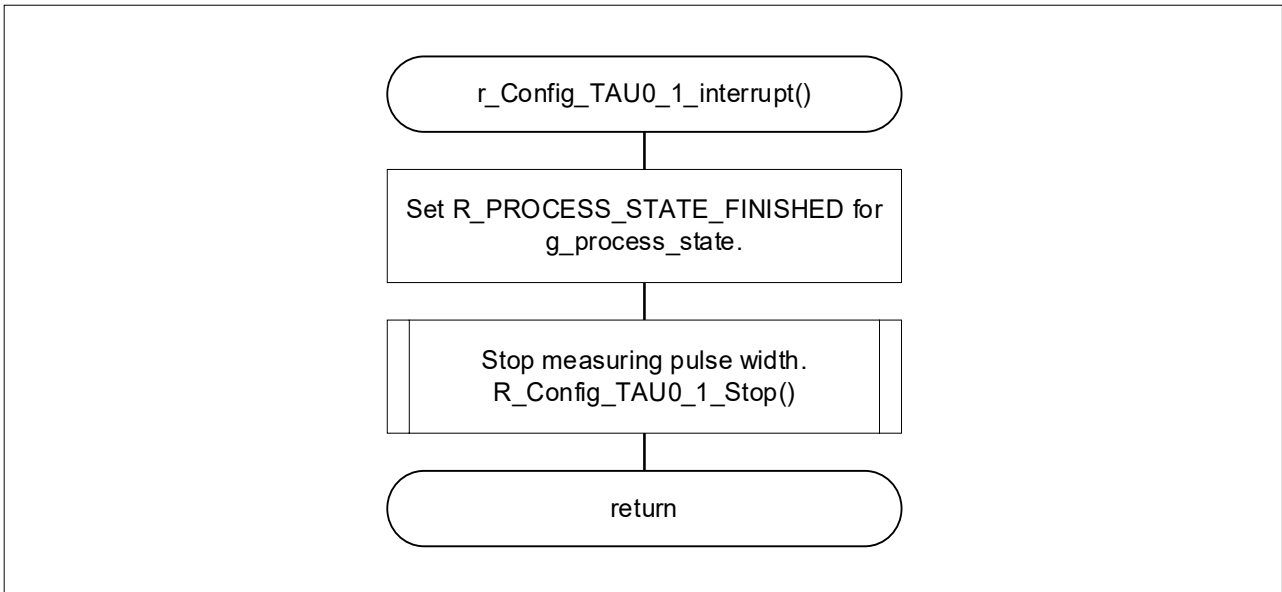 r_Config_TAU0_1_interrupt()
Set R_PROCESS_STATE_FINISHED for
g_process_state.
Stop measuring pulse width.
R_Config_TAU0_1_Stop()
return